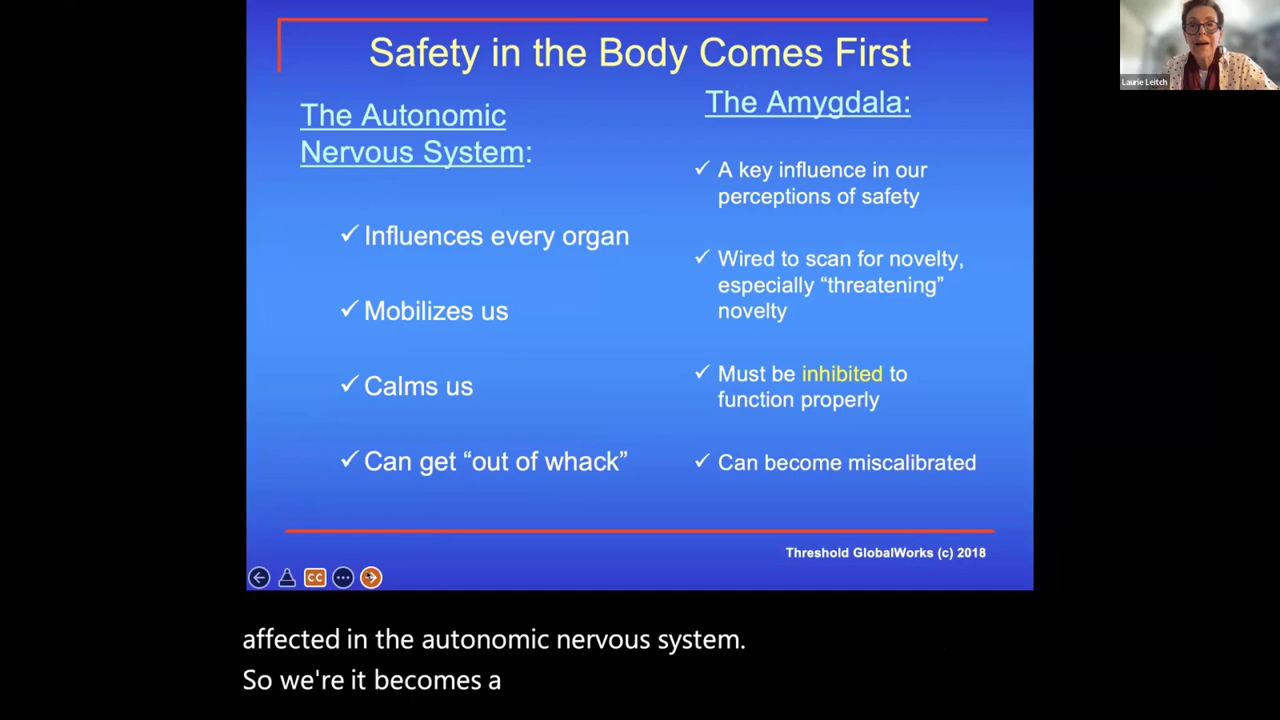 Safety in the Body Comes First
The Autonomic
Nervous System:
✓ Influences every organ
✓ Mobilizes us
✓ Calms us
✓ Can get “out of whack”
The Amygdala:
✓ A key influence in our
perceptions of safety
✓ Wired to scan for novelty,
especially “threatening”
novelty
✓ Must be inhibited to
function properly
✓ Can become miscalibrated
Threshold GlobalWorks (c) 2018
CC
Laurie Leitch
affected in the autonomic nervous system.
So we're it becomes a